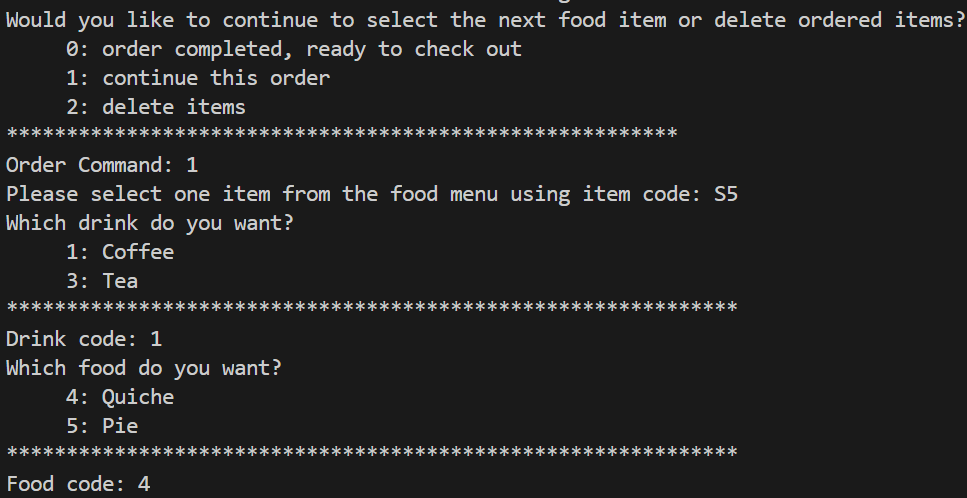 Would you like to continue to select the next food item or delete ordered items?
0: order completed, ready to check out
1: continue this order
2: delete items
********************************************************
Order Command: 1
Please select one item from the food menu using item code: S5
Which drink do you want?
1: Coffee
3: Tea
*************************************************************
Drink code: 1
Which food do you want?
4: Quiche
5: Pie
*************************************************************
Food code: 4